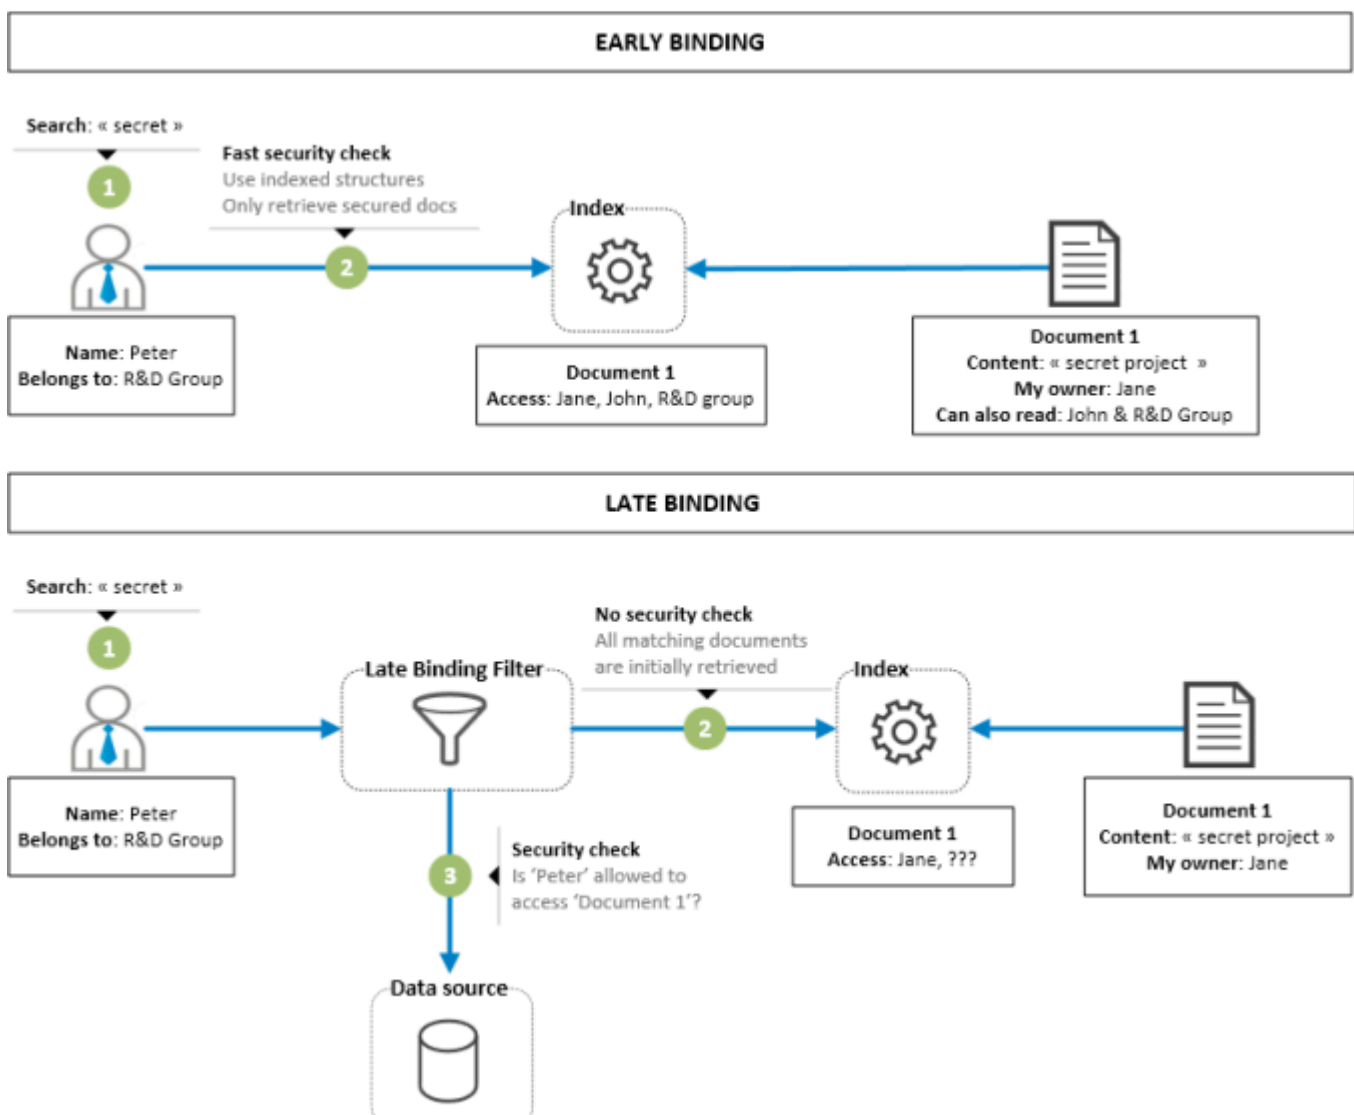 EARLY BINDING
Search: « secret »
1
Fast security check
Use indexed structures
Only retrieve secured docs
2
Index
Name: Peter
Belongs to: R&D Group
Document 1
Access: Jane, John, R&D group
Document 1
Content: « secret project »
My owner: Jane
Can also read: John & R&D Group
LATE BINDING
Search: « secret »
1
No security check
All matching documents
are initially retrieved
Late Binding Filter
2
Index
Name: Peter
Belongs to: R&D Group
Document 1
Access: Jane, ???
Document 1
Content: « secret project »
My owner: Jane
3
Security check
Is ‘Peter’ allowed to
access ‘Document 1’?
Data source